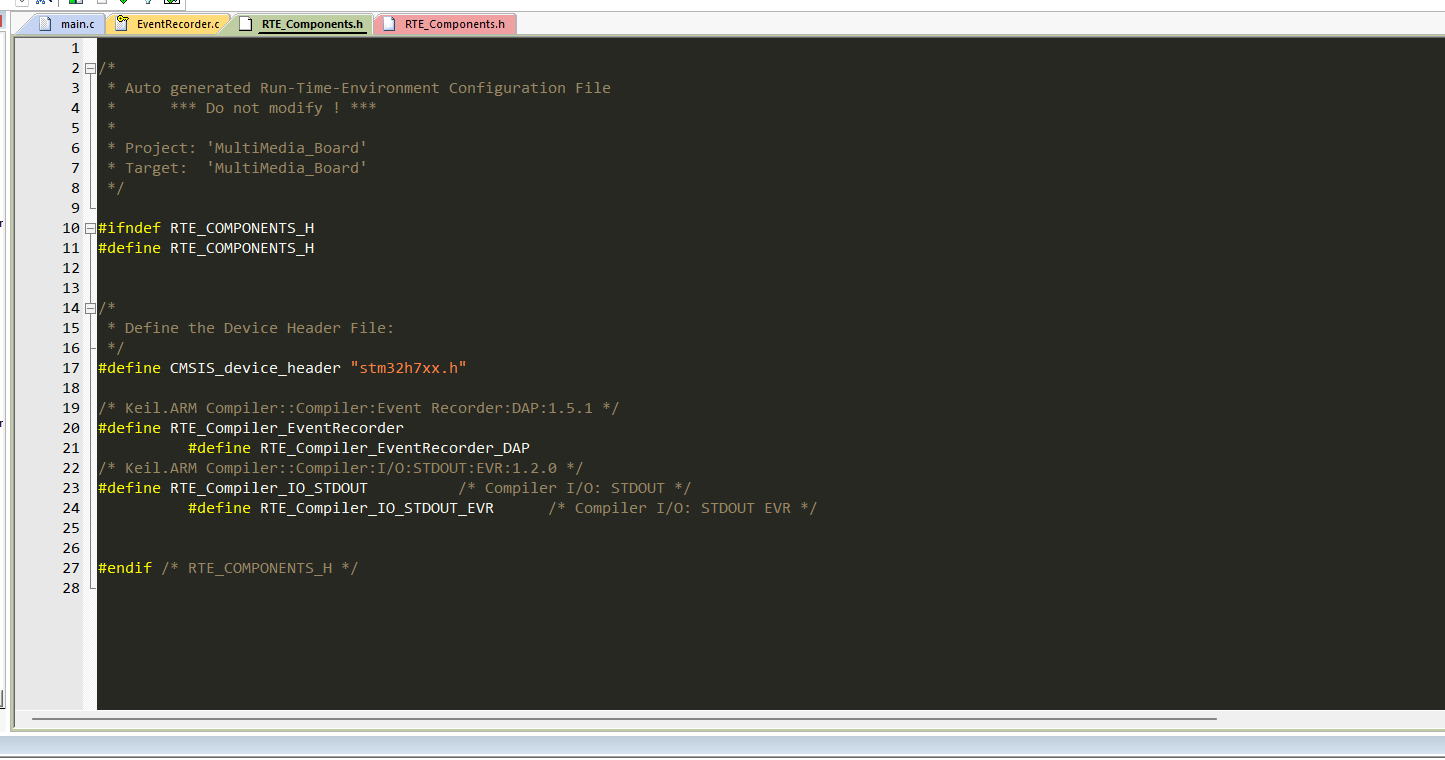 main.c EventRecorder.c RTE_Components.h RTE_Components.h
1
2 /*
3 * Auto generated Run-Time-Environment Configuration File
4 * *** Do not modify ! ***
5 *
6 * Project: 'MultiMedia_Board'
7 * Target: 'MultiMedia_Board'
8 */
9
10 #ifndef RTE_COMPONENTS_H
11 #define RTE_COMPONENTS_H
12
13
14 /*
15 * Define the Device Header File:
16 */
17 #define CMSIS_device_header "stm32h7xx.h"
18
19 /* Keil.ARM Compiler::Compiler:Event Recorder:DAP:1.5.1 */
20 #define RTE_Compiler_EventRecorder
21 #define RTE_Compiler_EventRecorder_DAP
22 /* Keil.ARM Compiler::Compiler:I/O:STDOUT:EVR:1.2.0 */
23 #define RTE_Compiler_IO_STDOUT /* Compiler I/O: STDOUT */
24 #define RTE_Compiler_IO_STDOUT_EVR /* Compiler I/O: STDOUT EVR */
25
26
27 #endif /* RTE_COMPONENTS_H */
28